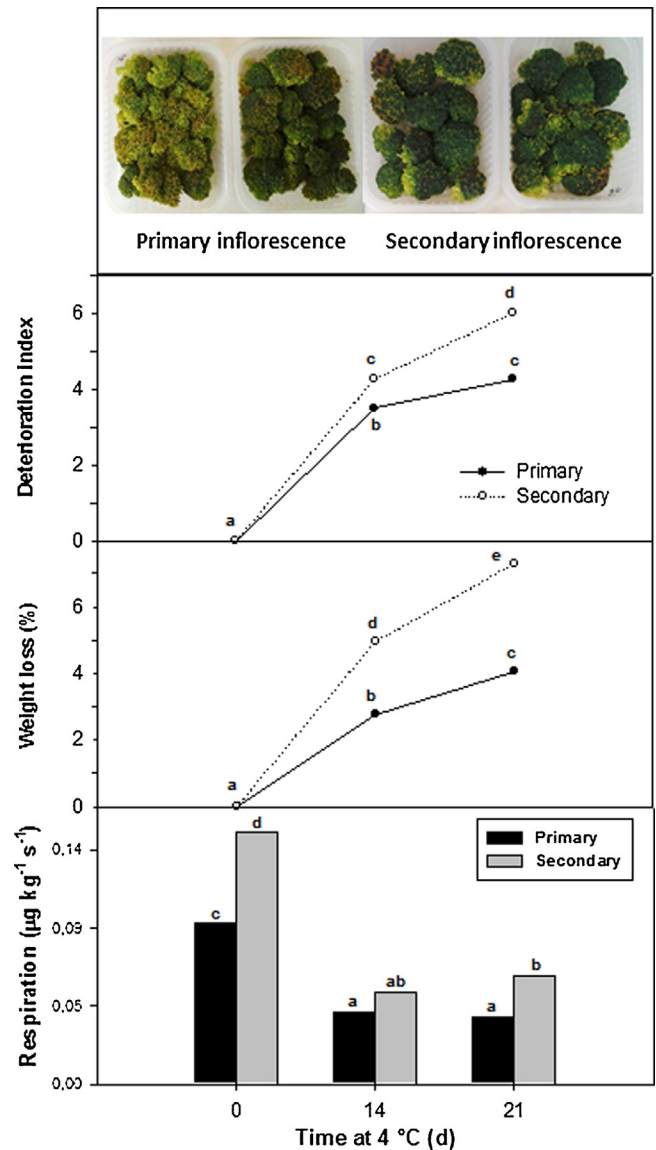 Primary inflorescence
Secondary inflorescence
Deterioration index
6
4
2
0
a
c
b
d
c
Primary
Secondary
Weight loss (%)
6
4
2
0
a
d
b
e
c
Respiration (µg kg⁻¹ s⁻¹)
0,14
0,09
0,05
0,00
c
d
a
ab
a
b
Primary
Secondary
0
14
21
Time at 4 °C (d)